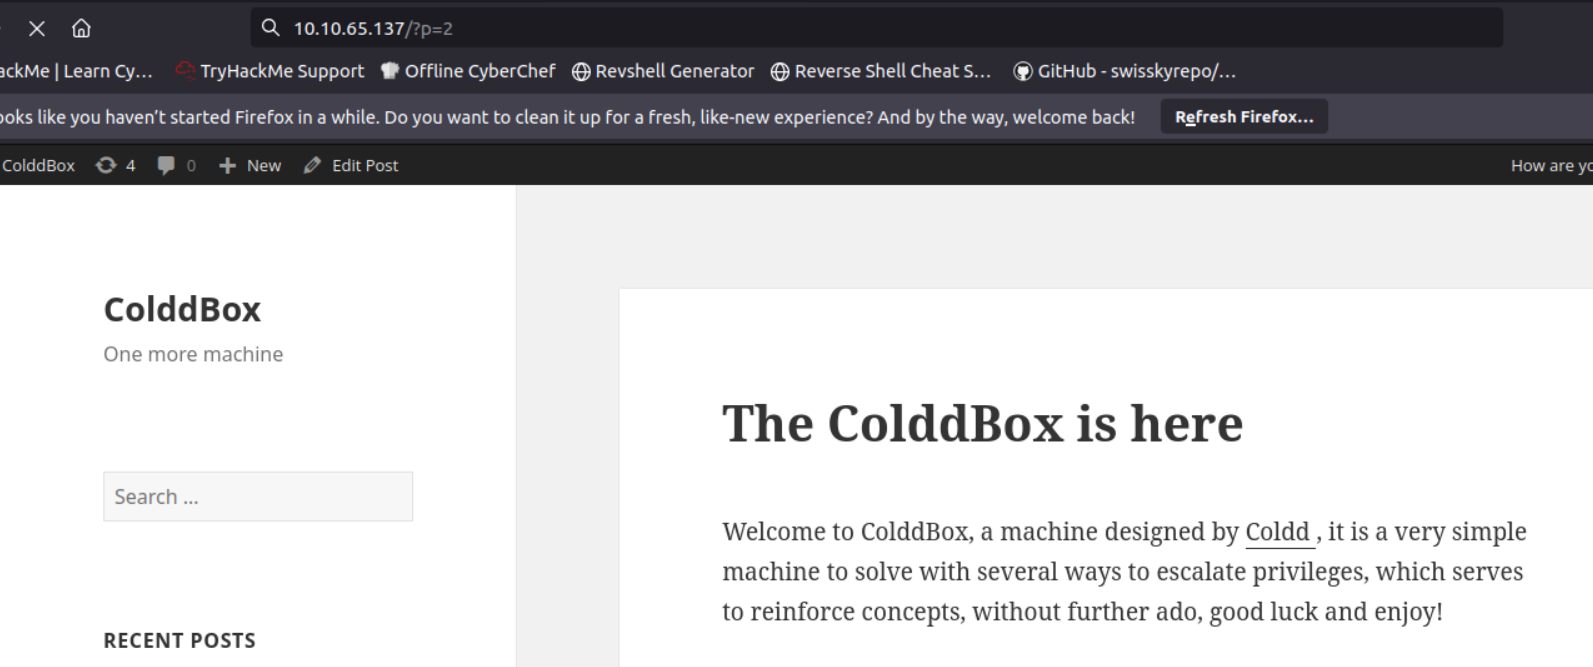 10.10.65.137/?p=2
ackMe | Learn Cy… TryHackMe Support Offline CyberChef Revshell Generator Reverse Shell Cheat S… GitHub - swisskyrepo/…
ooks like you haven’t started Firefox in a while. Do you want to clean it up for a fresh, like-new experience? And by the way, welcome back! Refresh Firefox…
ColddBox 4 0 New Edit Post How are yo
ColddBox
One more machine
Search …
RECENT POSTS
The ColddBox is here
Welcome to ColddBox, a machine designed by Coldd , it is a very simple
machine to solve with several ways to escalate privileges, which serves
to reinforce concepts, without further ado, good luck and enjoy!